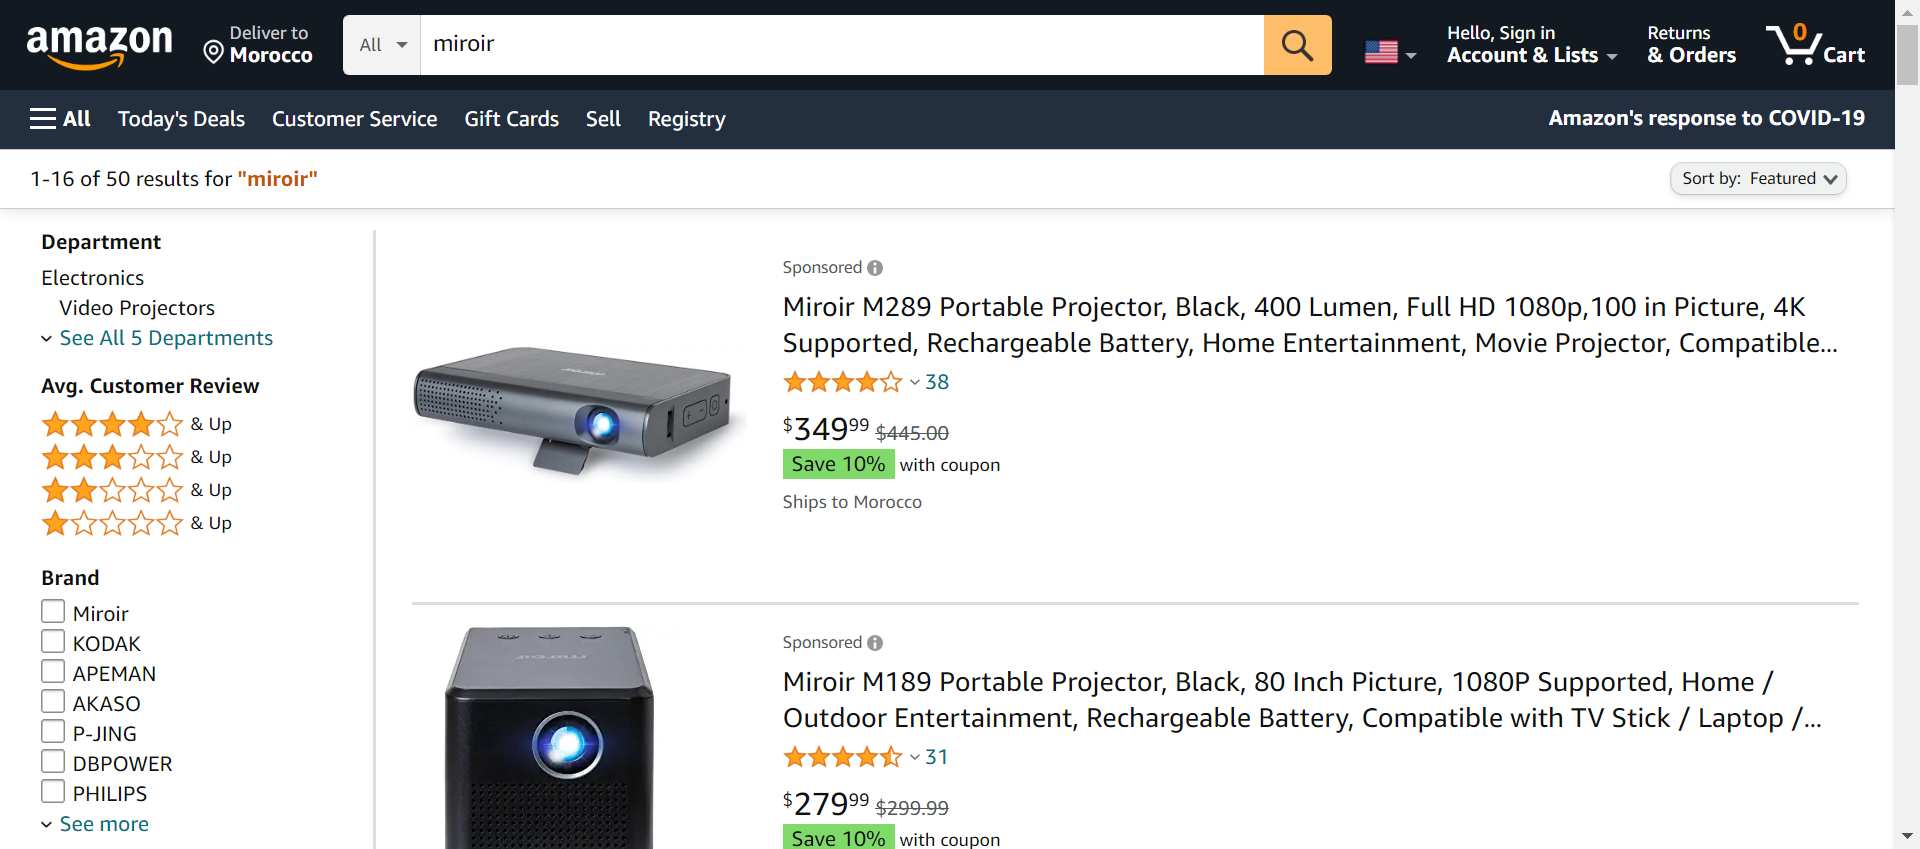 amazon
Deliver to
Morocco
All
miroir
Hello, Sign in
Account & Lists
Returns
& Orders
0
Cart
All
Today's Deals
Customer Service
Gift Cards
Sell
Registry
Amazon's response to COVID-19
1-16 of 50 results for "miroir"
Sort by: Featured
Department
Electronics
Video Projectors
See All 5 Departments
Avg. Customer Review
& Up
& Up
& Up
& Up
Brand
Miroir
KODAK
APEMAN
AKASO
P-JING
DBPOWER
PHILIPS
See more
Sponsored
Miroir M289 Portable Projector, Black, 400 Lumen, Full HD 1080p,100 in Picture, 4K
Supported, Rechargeable Battery, Home Entertainment, Movie Projector, Compatible...
38
$349.99 $445.00
Save 10% with coupon
Ships to Morocco
Sponsored
Miroir M189 Portable Projector, Black, 80 Inch Picture, 1080P Supported, Home /
Outdoor Entertainment, Rechargeable Battery, Compatible with TV Stick / Laptop /...
31
$279.99 $299.99
Save 10% with coupon